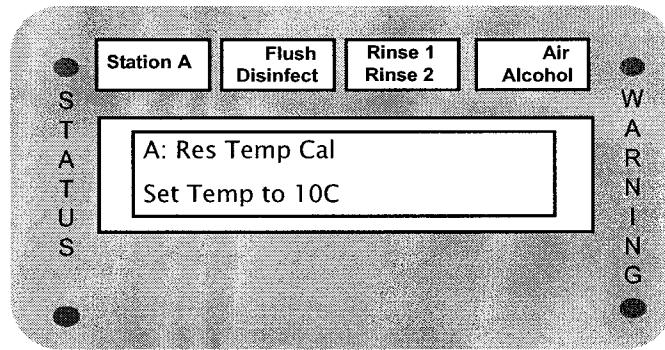 Station A
Flush
Disinfect
Rinse 1
Rinse 2
Air
Alcohol
STATUS
A: Res Temp Cal
Set Temp to 10C
WARNING